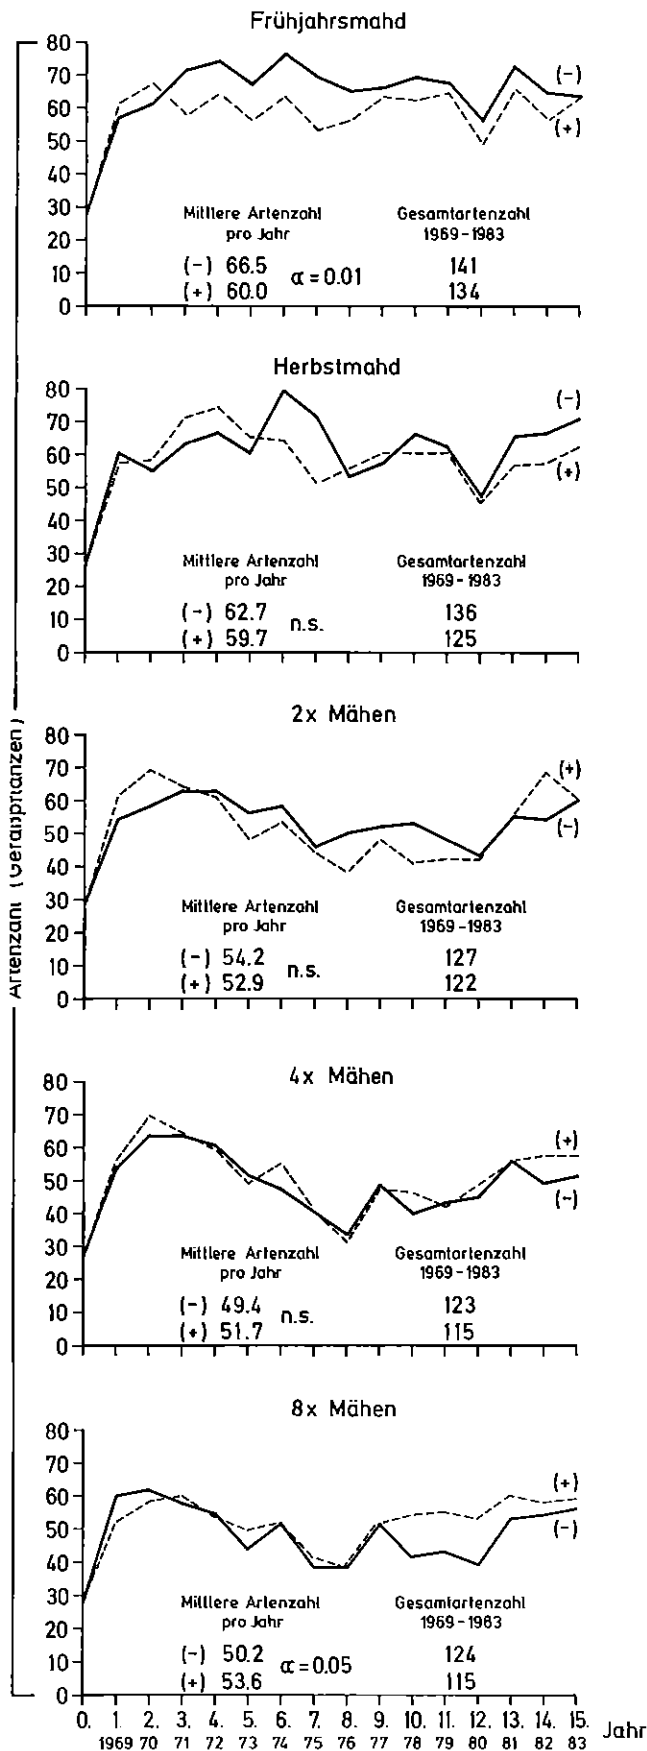 Frühjahrsmahd
80
70
60
50
40
30
20
10
0
(-)
(+)
Mittlere Artenzahl
pro Jahr
Gesamtartenzahl
1969-1983
(-) 66.5 α = 0.01 141
(+) 60.0 134
Herbstmahd
80
70
60
50
40
30
20
10
0
(-)
(+)
Mittlere Artenzahl
pro Jahr
Gesamtartenzahl
1969-1983
(-) 62.7 n.s. 136
(+) 59.7 125
Artenzahl (Gefäßpflanzen)
2x Mähen
80
70
60
50
40
30
20
10
0
(+)
(-)
Mittlere Artenzahl
pro Jahr
Gesamtartenzahl
1969-1983
(-) 54.2 n.s. 127
(+) 52.9 122
4x Mähen
80
70
60
50
40
30
20
10
0
(+)
(-)
Mittlere Artenzahl
pro Jahr
Gesamtartenzahl
1969-1983
(-) 49.4 n.s. 123
(+) 51.7 115
8x Mähen
80
70
60
50
40
30
20
10
0
(+)
(-)
Mittlere Artenzahl
pro Jahr
Gesamtartenzahl
1969-1983
(-) 50.2 α = 0.05 124
(+) 53.6 115
0. 1. 2. 3. 4. 5. 6. 7. 8. 9. 10. 11. 12. 13. 14. 15. Jahr
1969 70 71 72 73 74 75 76 77 78 79 80 81 82 83